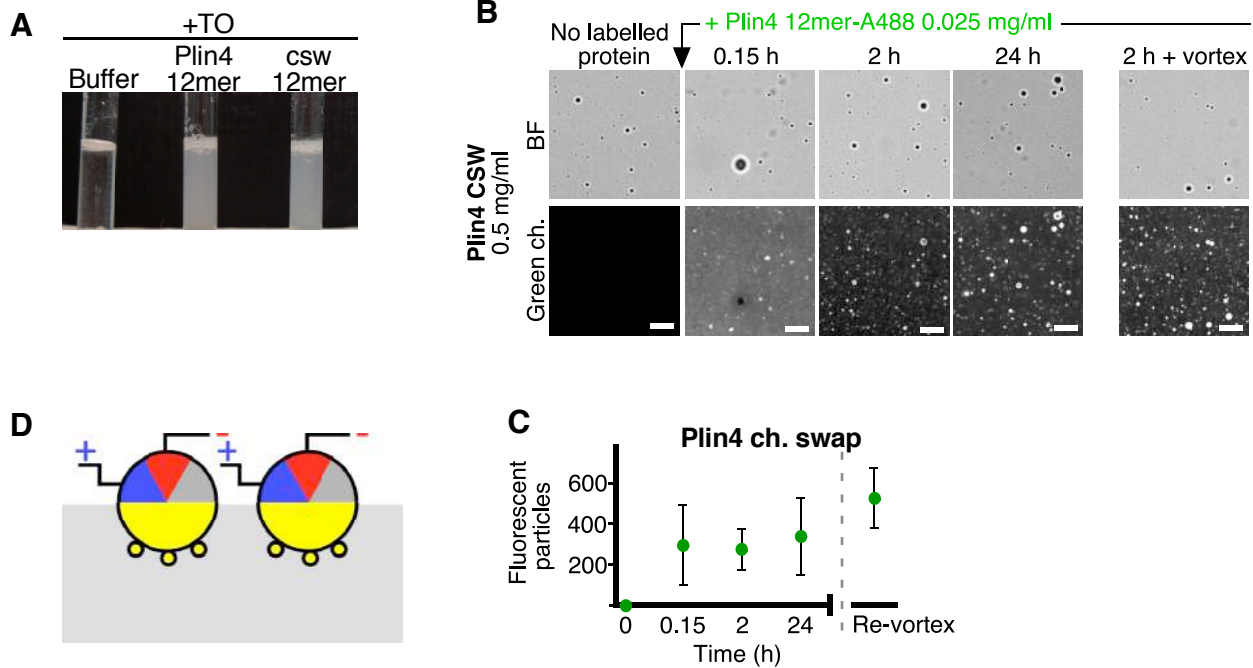 A
+TO
Buffer
Plin4
12mer
csw
12mer
B
No labelled
protein
+ Plin4 12mer-A488 0.025 mg/ml
0.15 h
2 h
24 h
2 h + vortex
Plin4 CSW
0.5 mg/ml
BF
Green ch.
D
+
-
+
-
C
Plin4 ch. swap
Fluorescent
particles
600
400
200
0
0.15
2
24
Re-vortex
Time (h)